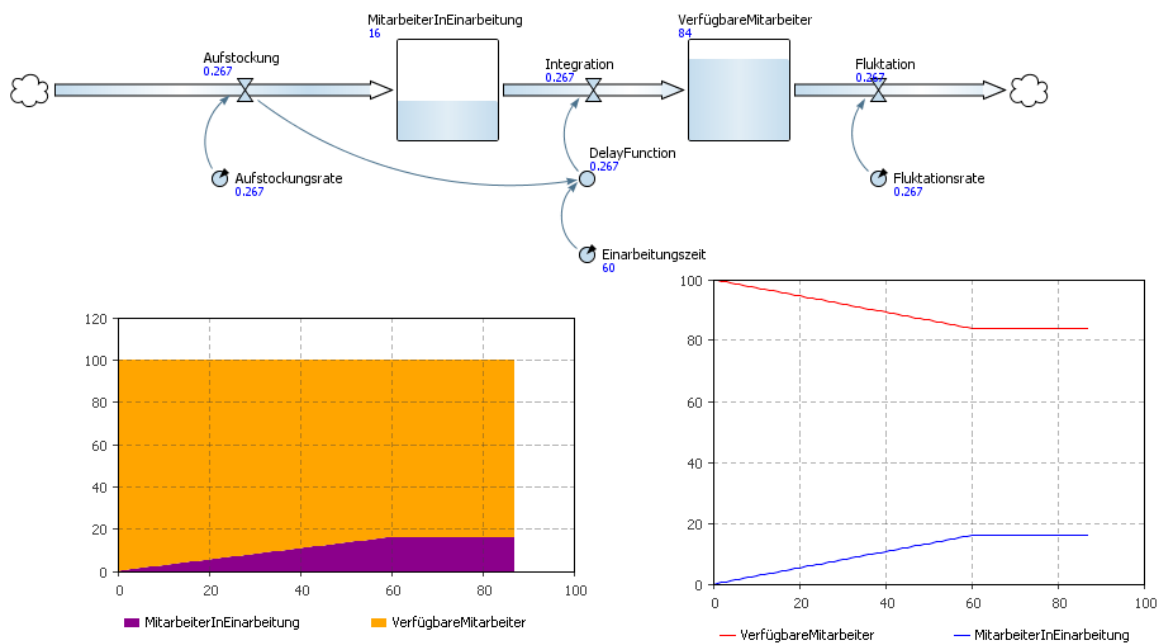 MitarbeiterInEinarbeitung
16
VerfügbareMitarbeiter
84
Aufstockung
0.267
Integration
0.267
Fluktation
0.267
DelayFunction
0.267
Aufstockungsrate
0.267
Fluktationsrate
0.267
Einarbeitungszeit
60
120
100
80
60
40
20
0
0 20 40 60 80 100
MitarbeiterInEinarbeitung VerfügbareMitarbeiter
100
80
60
40
20
0
0 20 40 60 80 100
VerfügbareMitarbeiter MitarbeiterInEinarbeitung